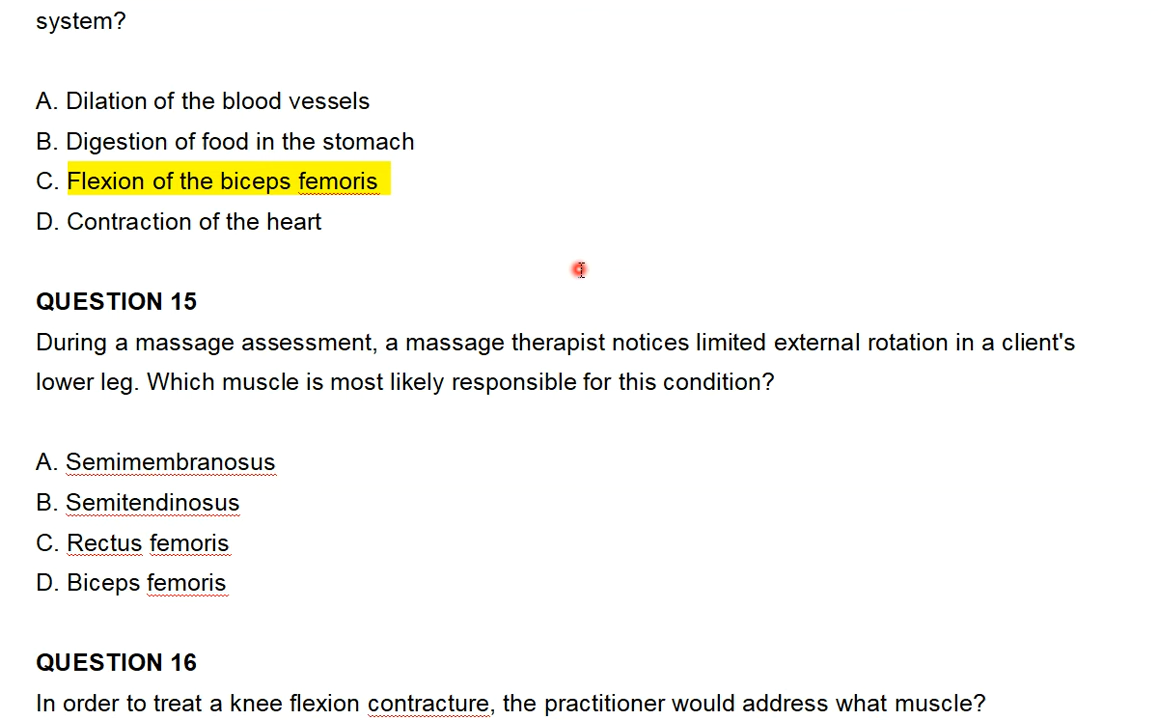 system?
A. Dilation of the blood vessels
B. Digestion of food in the stomach
C. Flexion of the biceps femoris
D. Contraction of the heart
QUESTION 15
During a massage assessment, a massage therapist notices limited external rotation in a client's
lower leg. Which muscle is most likely responsible for this condition?
A. Semimembranosus
B. Semitendinosus
C. Rectus femoris
D. Biceps femoris
QUESTION 16
In order to treat a knee flexion contracture, the practitioner would address what muscle?